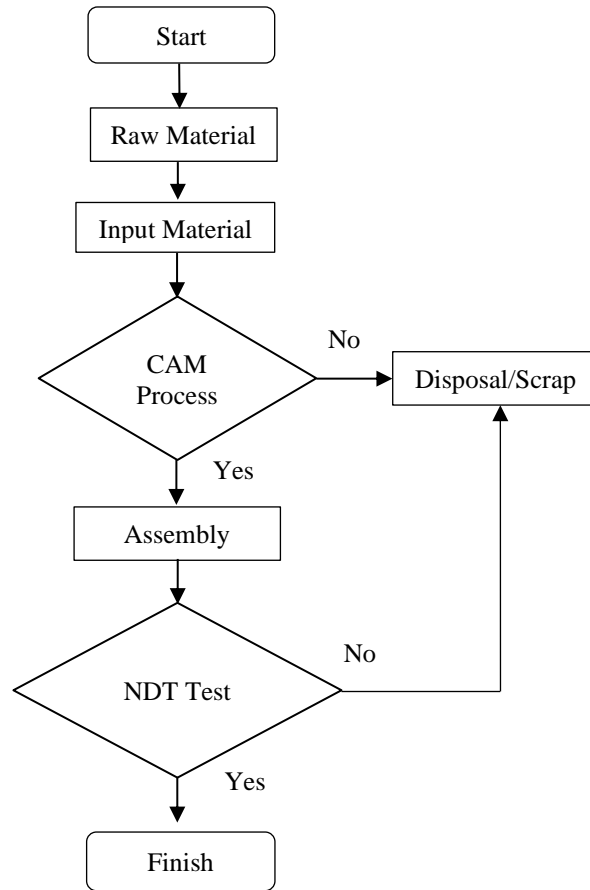 Start
Raw Material
Input Material
No
CAM
Process
Disposal/Scrap
Yes
Assembly
No
NDT Test
Yes
Finish